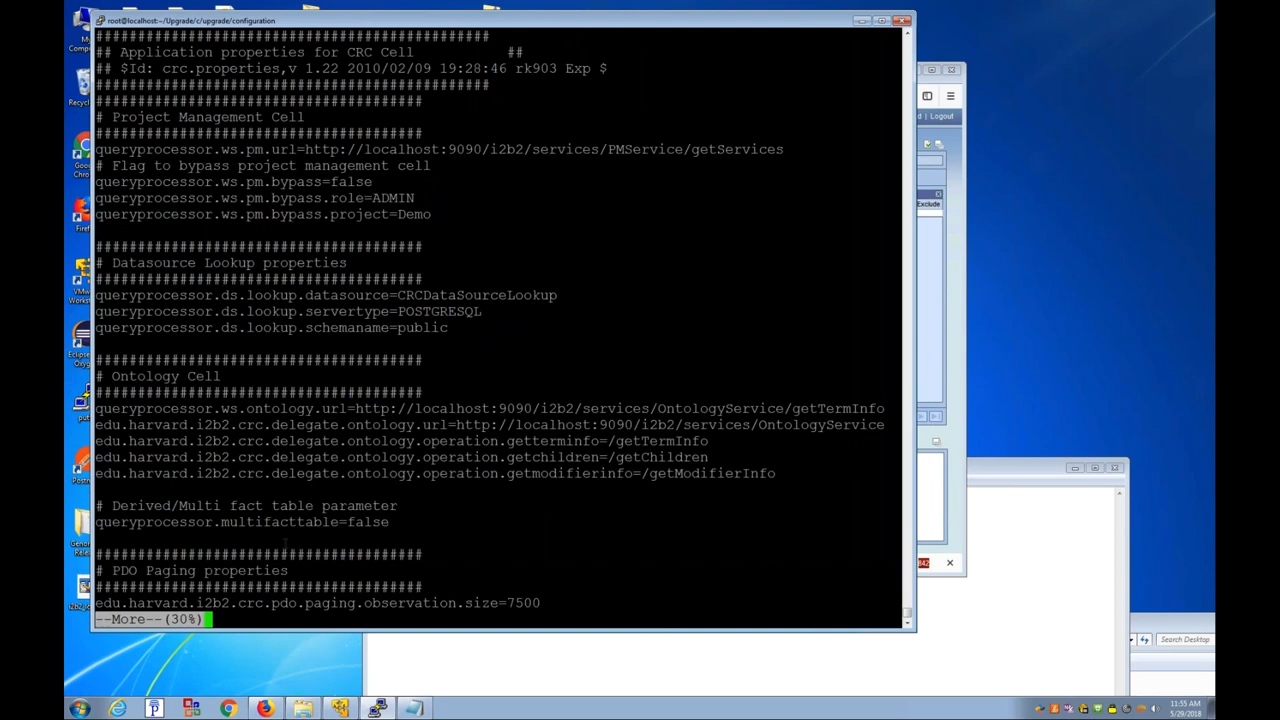 root@localhost:~/Upgrade/c/upgrade/configuration
###############################################
## Application properties for CRC Cell            ##
## $Id: crc.properties,v 1.22 2010/02/09 19:28:46 rk903 Exp $
###############################################
#######################################
# Project Management Cell
#######################################
queryprocessor.ws.pm.url=http://localhost:9090/i2b2/services/PMService/getServices
# Flag to bypass project management cell
queryprocessor.ws.pm.bypass=false
queryprocessor.ws.pm.bypass.role=ADMIN
queryprocessor.ws.pm.bypass.project=Demo
#######################################
# Datasource Lookup properties
#######################################
queryprocessor.ds.lookup.datasource=CRCDataSourceLookup
queryprocessor.ds.lookup.servertype=POSTGRESQL
queryprocessor.ds.lookup.schemaname=public
#######################################
# Ontology Cell
#######################################
queryprocessor.ws.ontology.url=http://localhost:9090/i2b2/services/OntologyService/getTermInfo
edu.harvard.i2b2.crc.delegate.ontology.url=http://localhost:9090/i2b2/services/OntologyService
edu.harvard.i2b2.crc.delegate.ontology.operation.getterminfo=/getTermInfo
edu.harvard.i2b2.crc.delegate.ontology.operation.getchildren=/getChildren
edu.harvard.i2b2.crc.delegate.ontology.operation.getmodifierinfo=/getModifierInfo
# Derived/Multi fact table parameter
queryprocessor.multifacttable=false
#######################################
# PDO Paging properties
#######################################
edu.harvard.i2b2.crc.pdo.paging.observation.size=7500
--More--(30%)
d | Logout
Exclude
Search Desktop
11:55 AM
5/29/2018